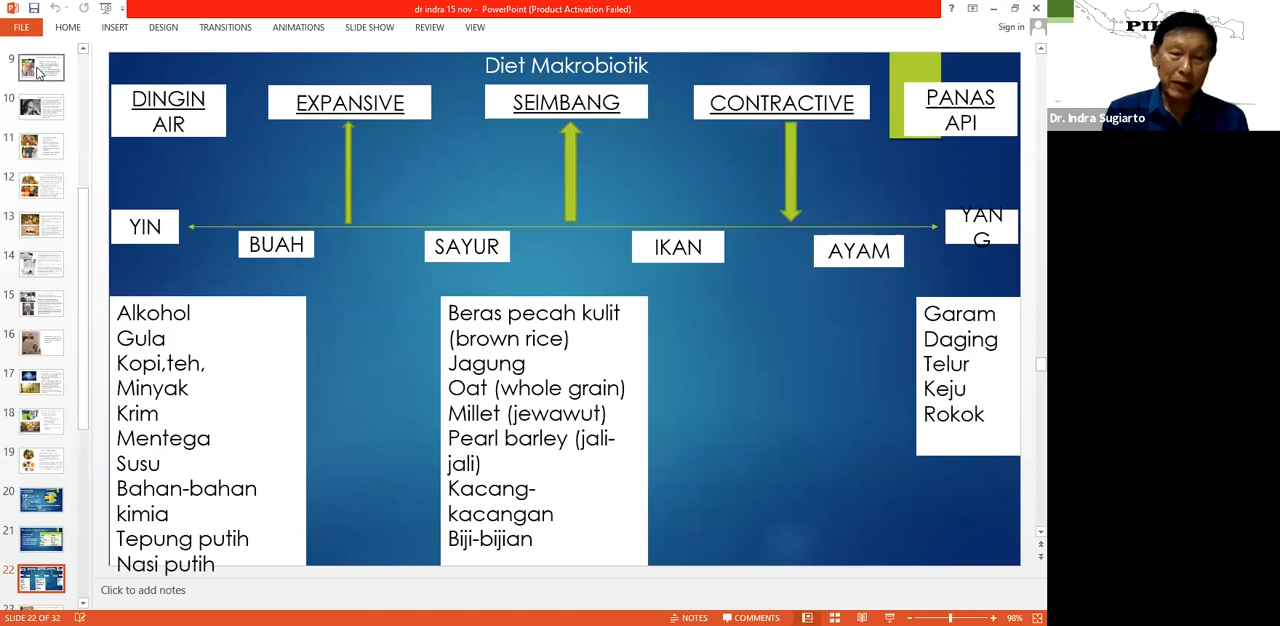 dr indra 15 nov - PowerPoint (Product Activation Failed)
Sign in
FILE HOME INSERT DESIGN TRANSITIONS ANIMATIONS SLIDE SHOW REVIEW VIEW
9
10
11
12
13
14
15
16
17
18
19
20
21
22
23
Diet Makrobiotik
DINGIN
AIR
EXPANSIVE
SEIMBANG
CONTRACTIVE
PANAS
API
YIN
YAN
G
BUAH
SAYUR
IKAN
AYAM
Alkohol
Gula
Kopi,teh,
Minyak
Krim
Mentega
Susu
Bahan-bahan
kimia
Tepung putih
Nasi putih
Beras pecah kulit
(brown rice)
Jagung
Oat (whole grain)
Millet (jewawut)
Pearl barley (jali-
jali)
Kacang-
kacangan
Biji-bijian
Garam
Daging
Telur
Keju
Rokok
Click to add notes
SLIDE 22 OF 32
NOTES
COMMENTS
98%
Dr. Indra Sugiarto